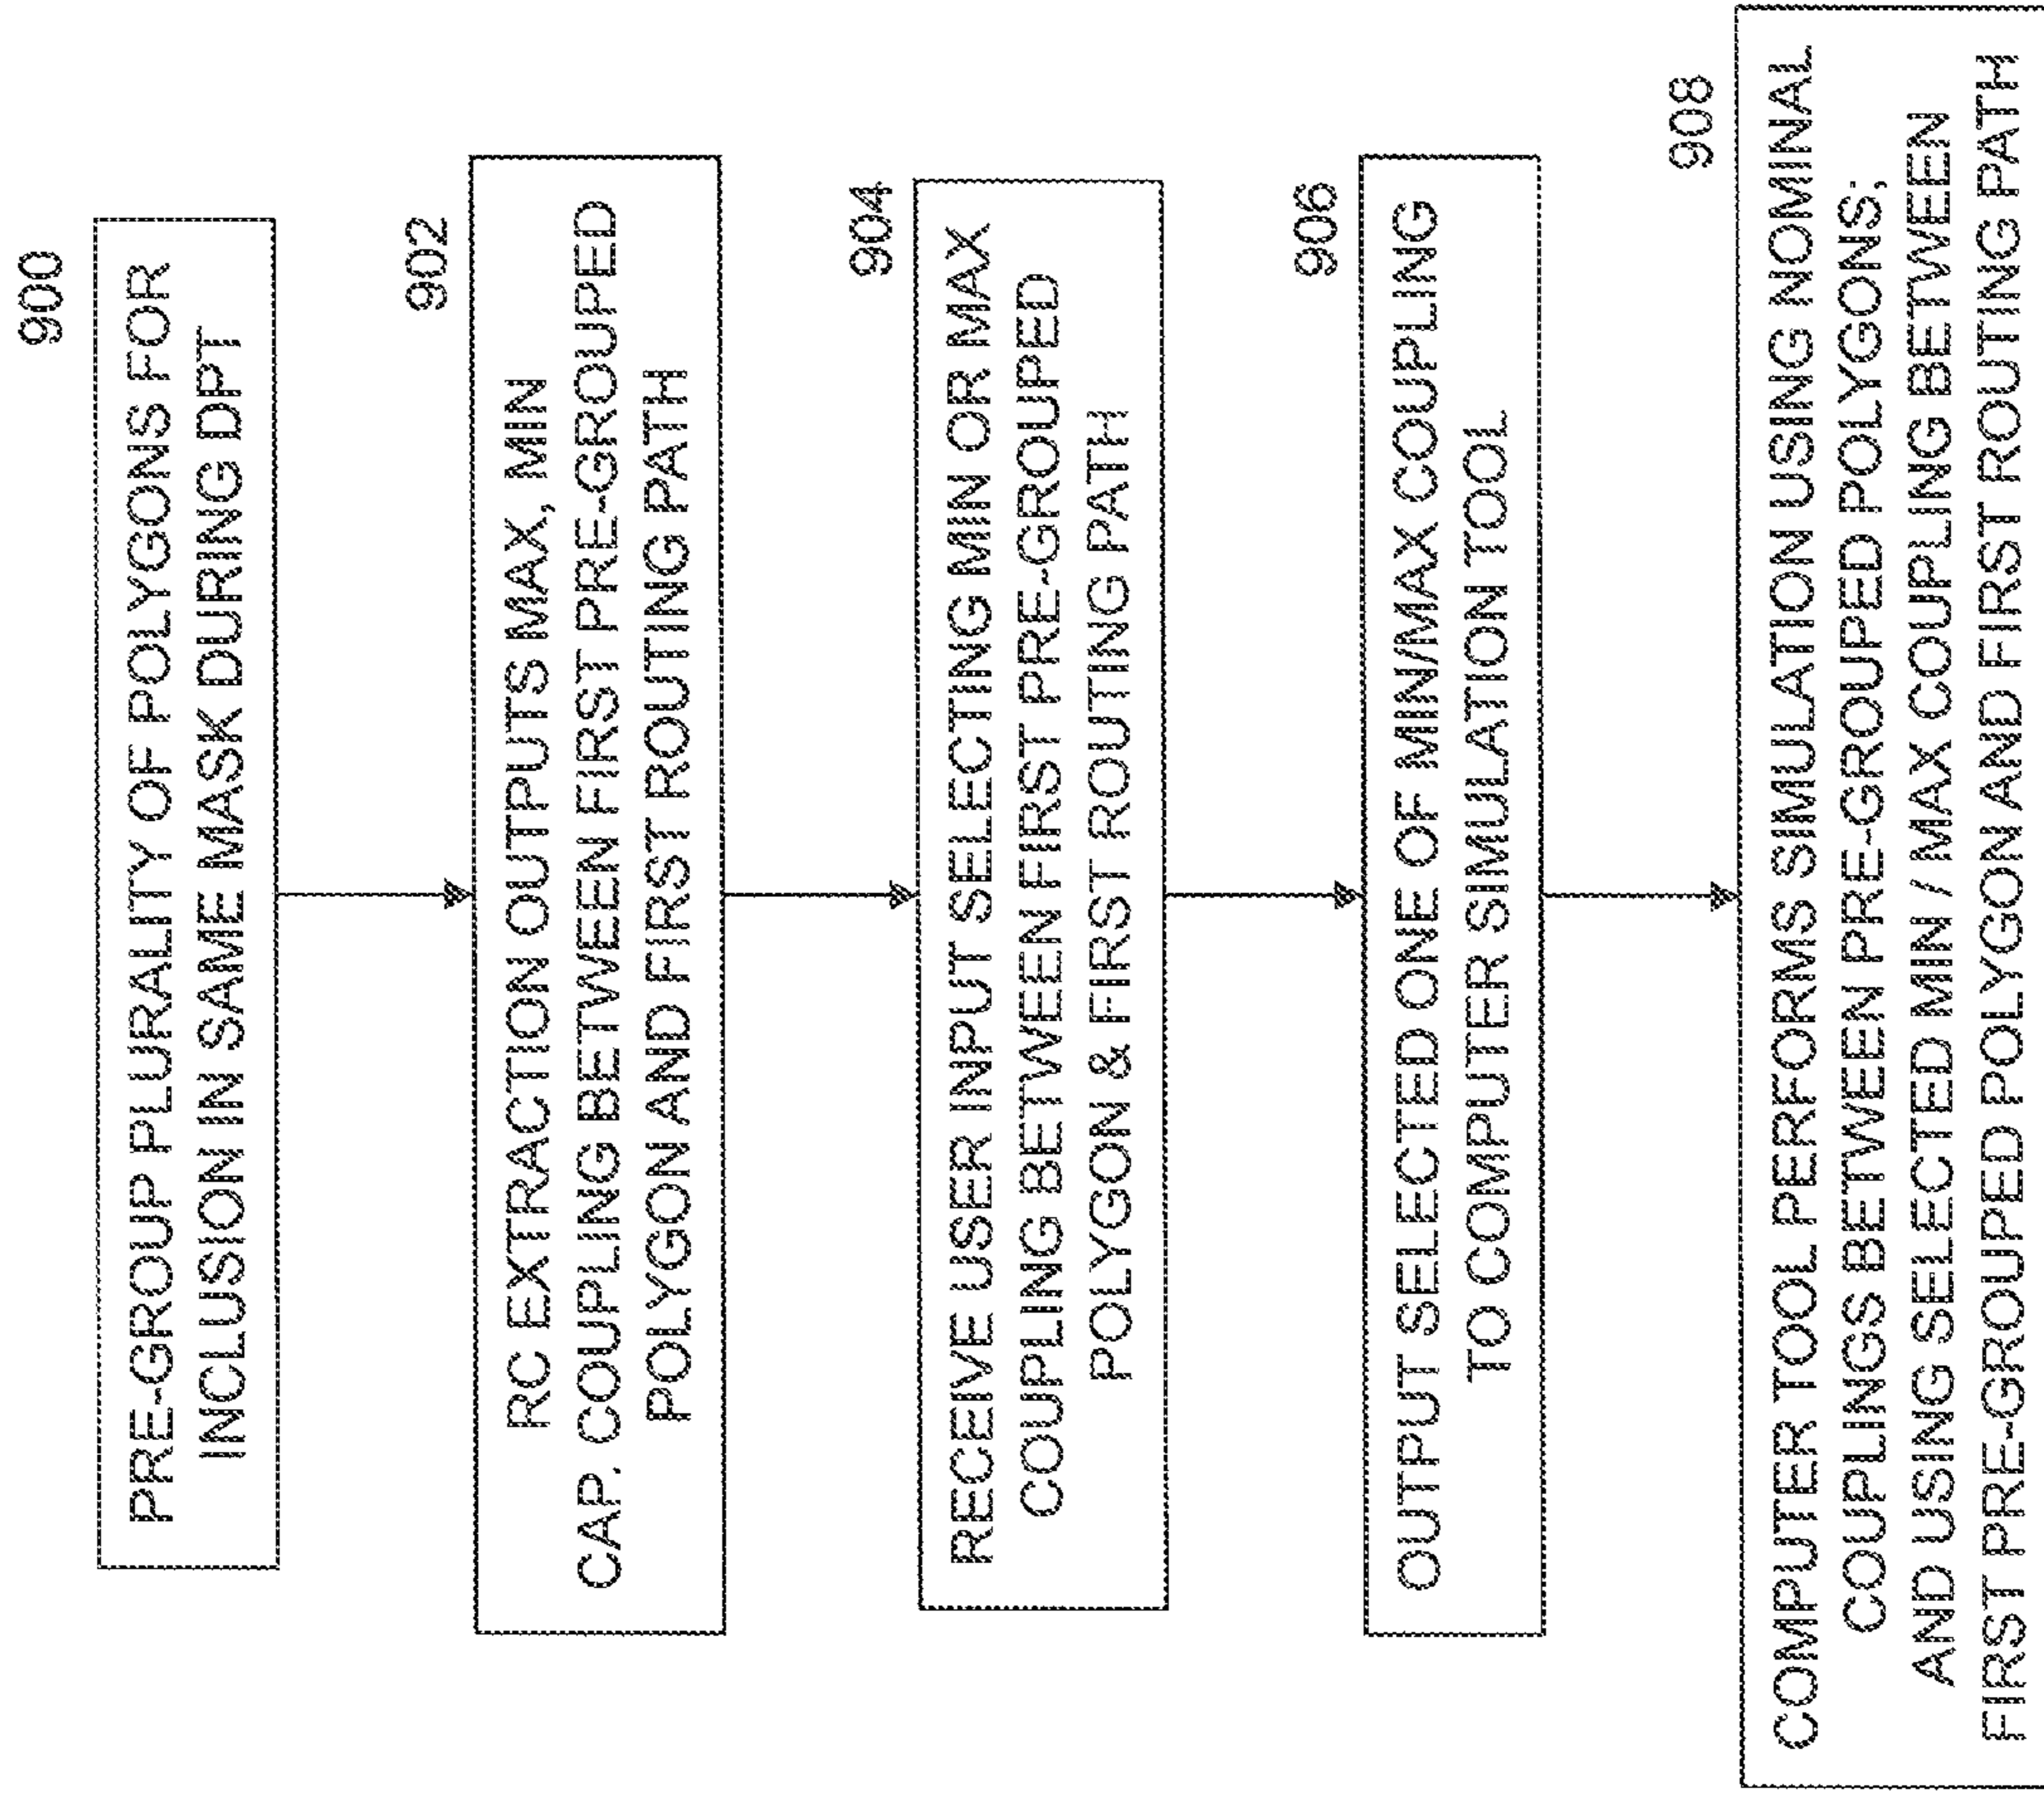 900
PRE-GROUP PLURALITY OF POLYGONS FOR
INCLUSION IN SAME MASK DURING DPT
902
RC EXTRACTION OUTPUTS MAX, MIN
CAP. COUPLING BETWEEN FIRST PRE-GROUPED
POLYGON AND FIRST ROUTING PATH
904
RECEIVE USER INPUT SELECTING MIN OR MAX
COUPLING BETWEEN FIRST PRE-GROUPED
POLYGON & FIRST ROUTING PATH
906
OUTPUT SELECTED ONE OF MIN/MAX COUPLING
TO COMPUTER SIMULATION TOOL
908
COMPUTER TOOL PERFORMS SIMULATION USING NOMINAL
COUPLINGS BETWEEN PRE-GROUPED POLYGONS;
AND USING SELECTED MIN / MAX COUPLING BETWEEN
FIRST PRE-GROUPED POLYGON AND FIRST ROUTING PATH